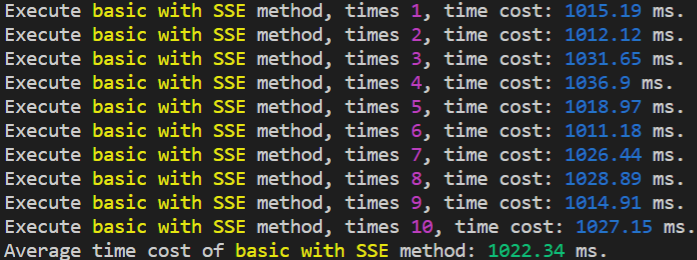 Execute basic with SSE method, times 1, time cost: 1015.19 ms.
Execute basic with SSE method, times 2, time cost: 1012.12 ms.
Execute basic with SSE method, times 3, time cost: 1031.65 ms.
Execute basic with SSE method, times 4, time cost: 1036.9 ms.
Execute basic with SSE method, times 5, time cost: 1018.97 ms.
Execute basic with SSE method, times 6, time cost: 1011.18 ms.
Execute basic with SSE method, times 7, time cost: 1026.44 ms.
Execute basic with SSE method, times 8, time cost: 1028.89 ms.
Execute basic with SSE method, times 9, time cost: 1014.91 ms.
Execute basic with SSE method, times 10, time cost: 1027.15 ms.
Average time cost of basic with SSE method: 1022.34 ms.